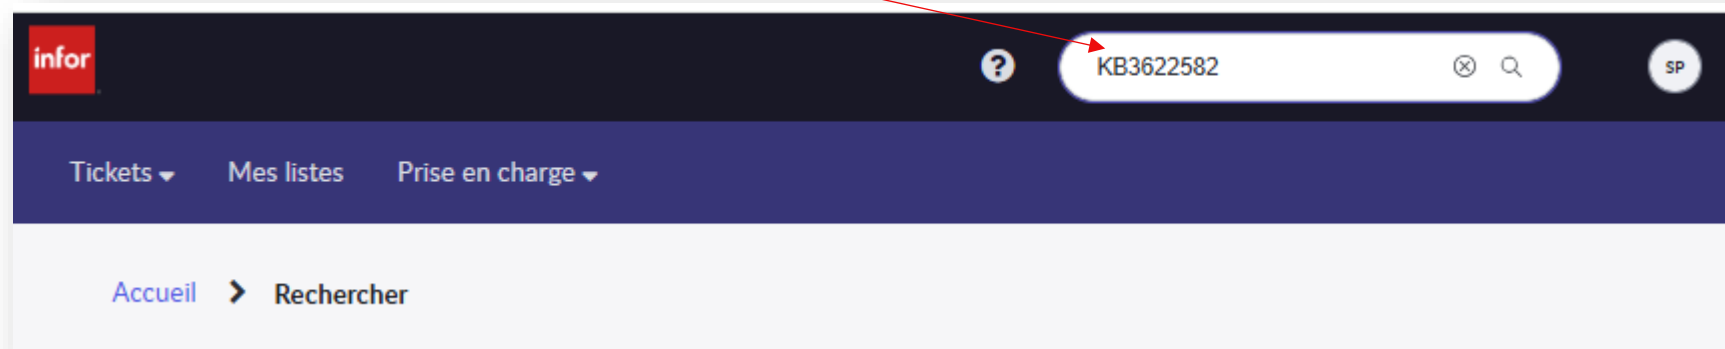 infor
?
KB3622582
SP
Tickets Mes listes Prise en charge
Accueil > Rechercher